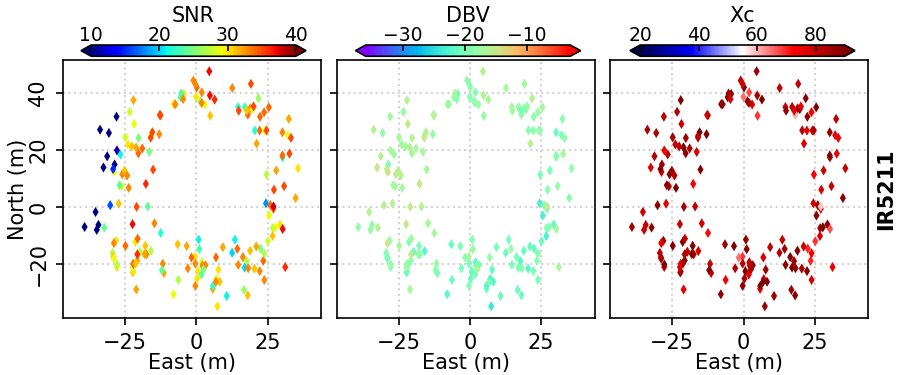 SNR DBV Xc
10 20 30 40 −30 −20 −10 20 40 60 80
40
20
0
−20
North (m)
−25 0 25 −25 0 25 −25 0 25
East (m) East (m) East (m)
IR5211